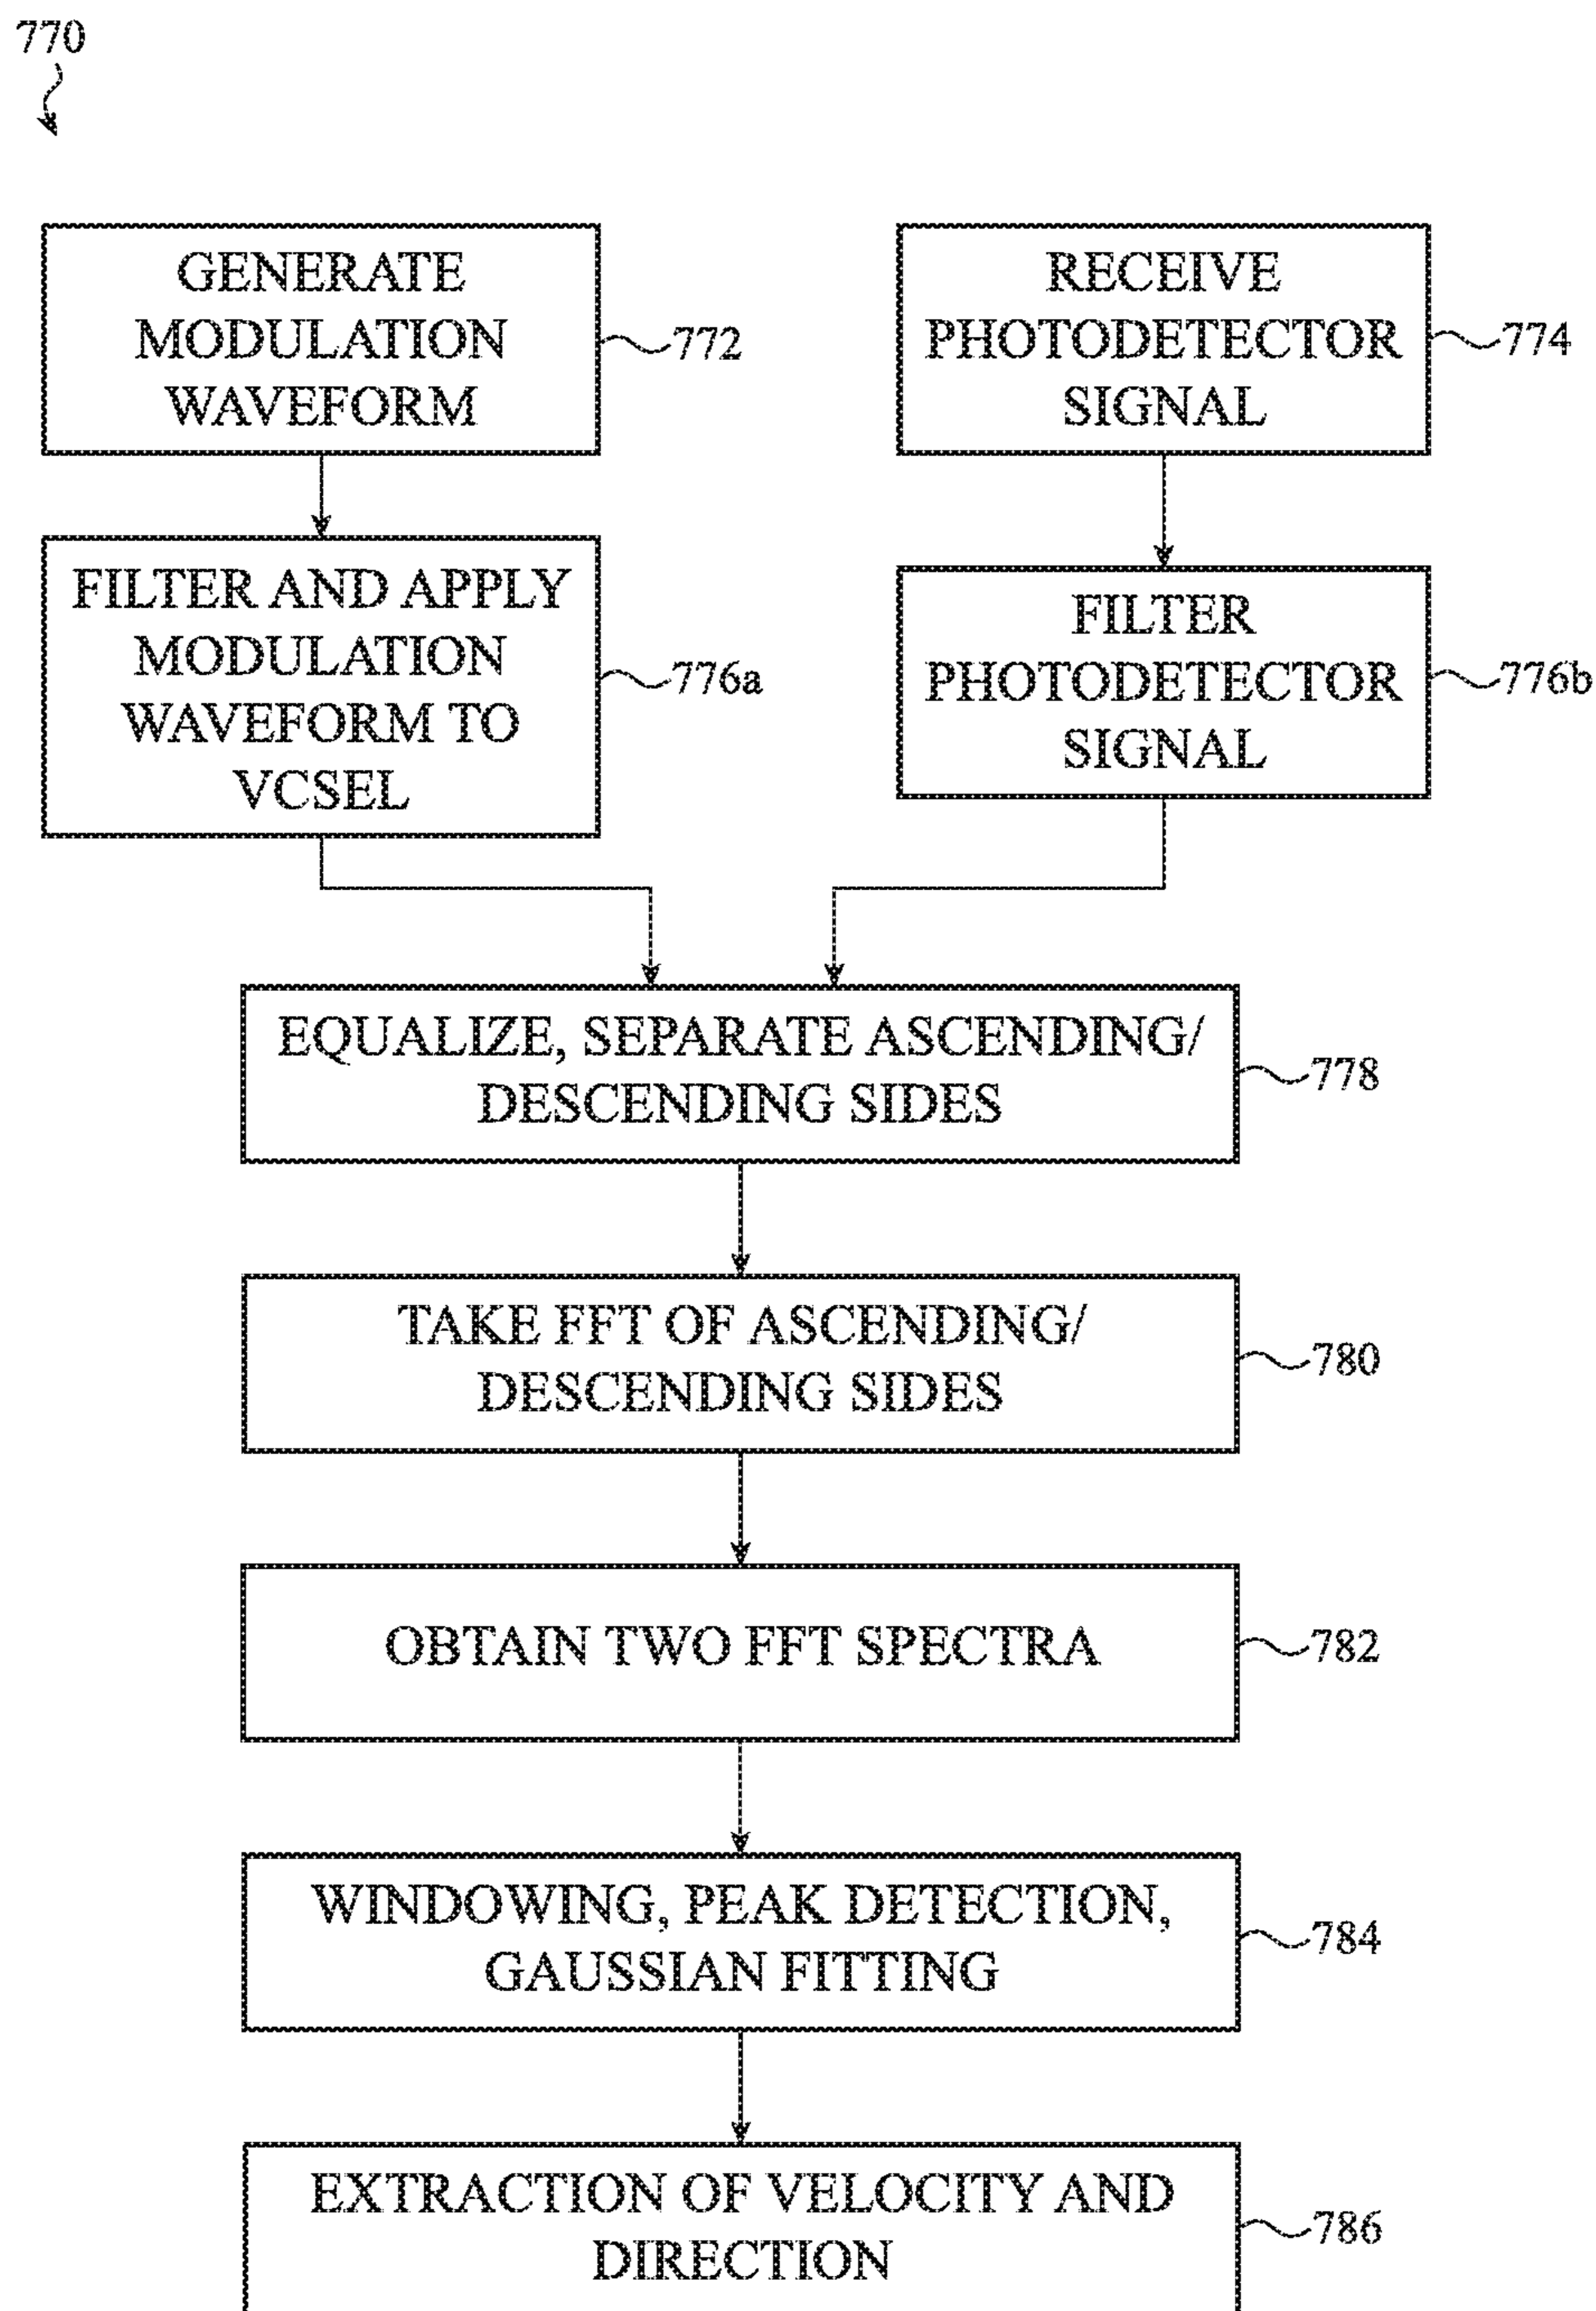 770
GENERATE
MODULATION
WAVEFORM
772
RECEIVE
PHOTODETECTOR
SIGNAL
774
FILTER AND APPLY
MODULATION
WAVEFORM TO
VCSEL
776a
FILTER
PHOTODETECTOR
SIGNAL
776b
EQUALIZE, SEPARATE ASCENDING/
DESCENDING SIDES
778
TAKE FFT OF ASCENDING/
DESCENDING SIDES
780
OBTAIN TWO FFT SPECTRA
782
WINDOWING, PEAK DETECTION,
GAUSSIAN FITTING
784
EXTRACTION OF VELOCITY AND
DIRECTION
786